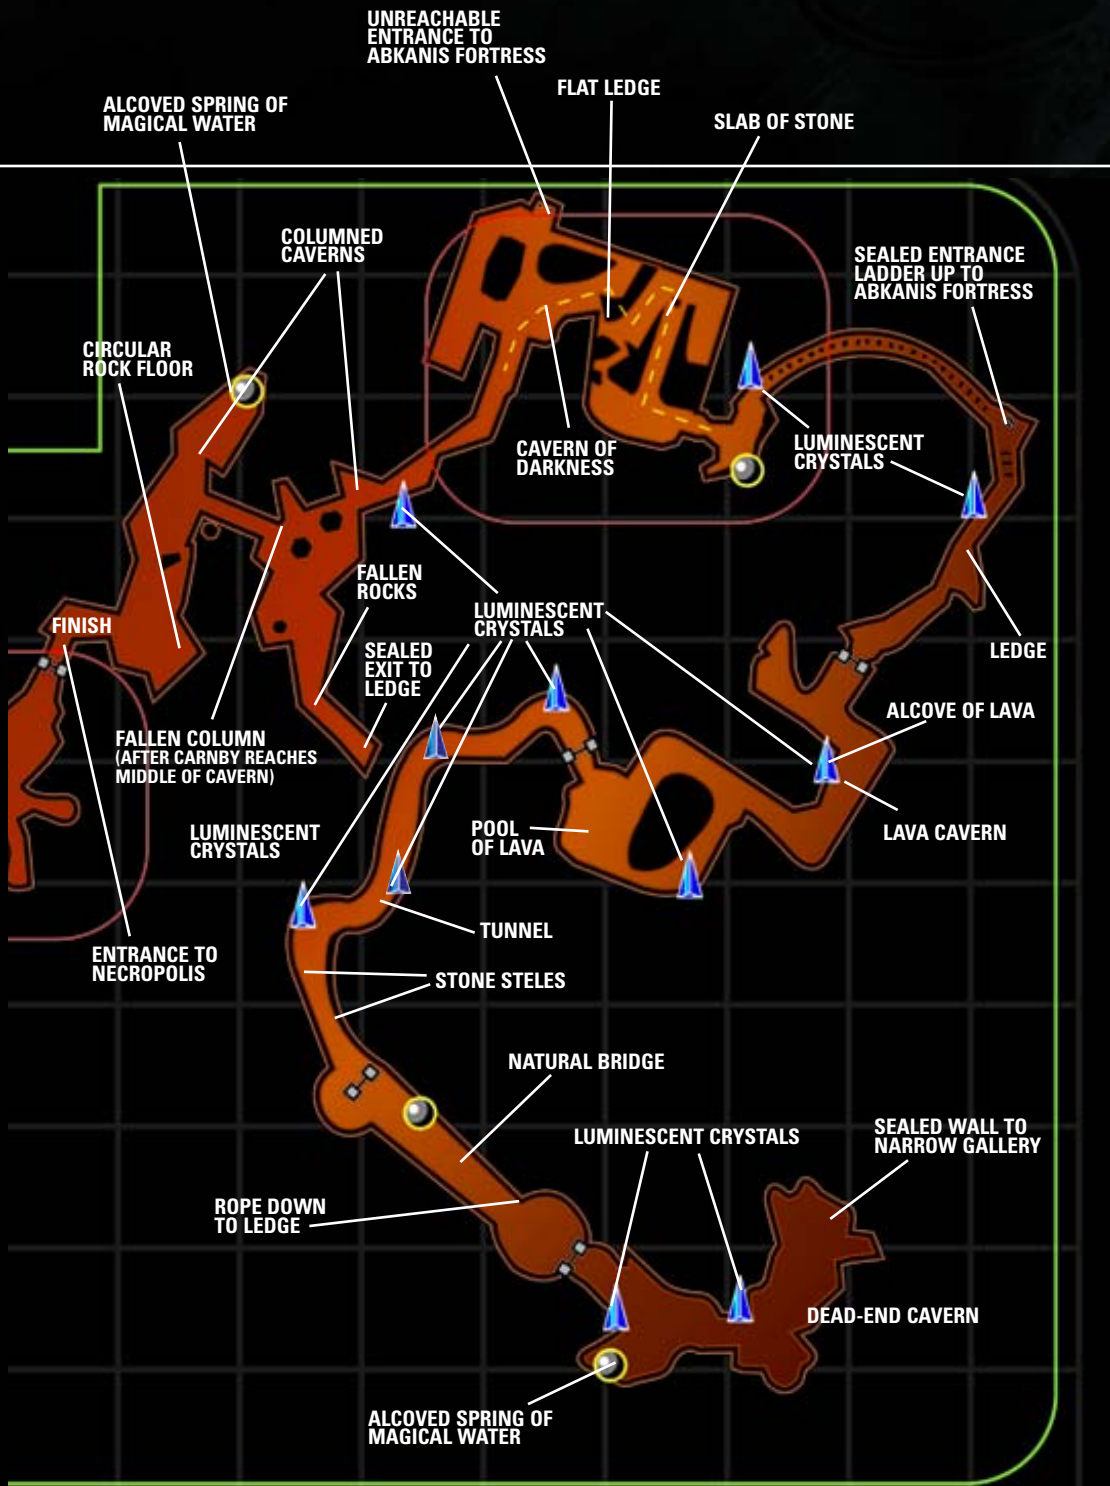 UNREACHABLE
ENTRANCE TO
ABKANIS FORTRESS
FLAT LEDGE
ALCOVED SPRING OF
MAGICAL WATER
SLAB OF STONE
COLUMNED
CAVERNS
SEALED ENTRANCE
LADDER UP TO
ABKANIS FORTRESS
CIRCULAR
ROCK FLOOR
CAVERN OF
DARKNESS
LUMINESCENT
CRYSTALS
FALLEN
ROCKS
LUMINESCENT
CRYSTALS
FINISH
SEALED
EXIT TO
LEDGE
LEDGE
ALCOVE OF LAVA
FALLEN COLUMN
(AFTER CARNBY REACHES
MIDDLE OF CAVERN)
LUMINESCENT
CRYSTALS
POOL
OF LAVA
LAVA CAVERN
TUNNEL
ENTRANCE TO
NECROPOLIS
STONE STELES
NATURAL BRIDGE
LUMINESCENT CRYSTALS
SEALED WALL TO
NARROW GALLERY
ROPE DOWN
TO LEDGE
DEAD-END CAVERN
ALCOVED SPRING OF
MAGICAL WATER